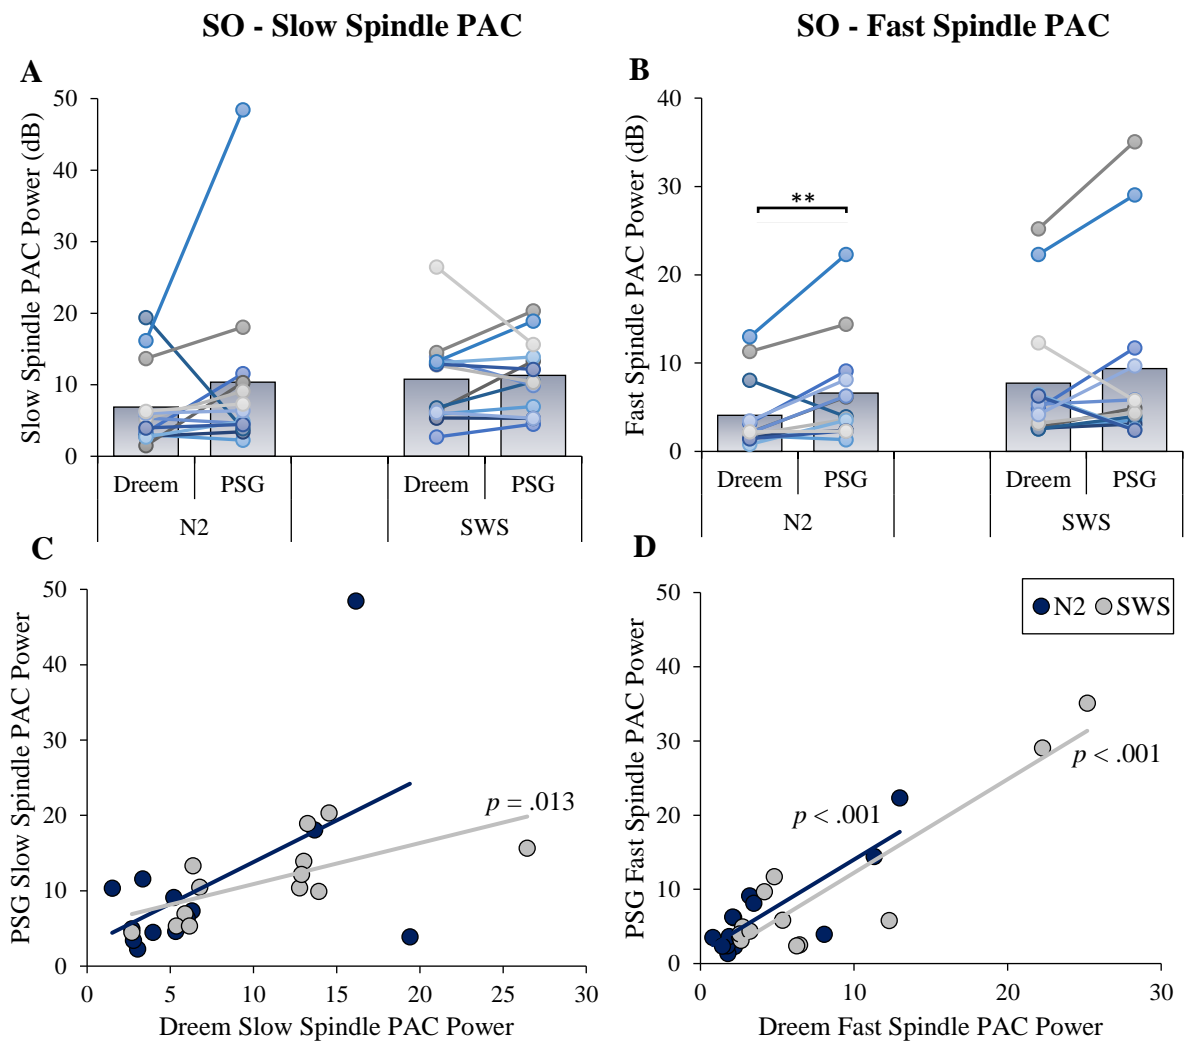 SO - Slow Spindle PAC
SO - Fast Spindle PAC
A
Slow Spindle PAC Power (dB)
50
40
30
20
10
0
Dreem PSG Dreem PSG
N2 SWS
B
Fast Spindle PAC Power (dB)
40
30
20
10
0
**
Dreem PSG Dreem PSG
N2 SWS
C
PSG Slow Spindle PAC Power
50
40
30
20
10
0
p = .013
0 5 10 15 20 25 30
Dreem Slow Spindle PAC Power
D
PSG Fast Spindle PAC Power
50
40
30
20
10
0
N2 SWS
p < .001
p < .001
0 10 20 30
Dreem Fast Spindle PAC Power